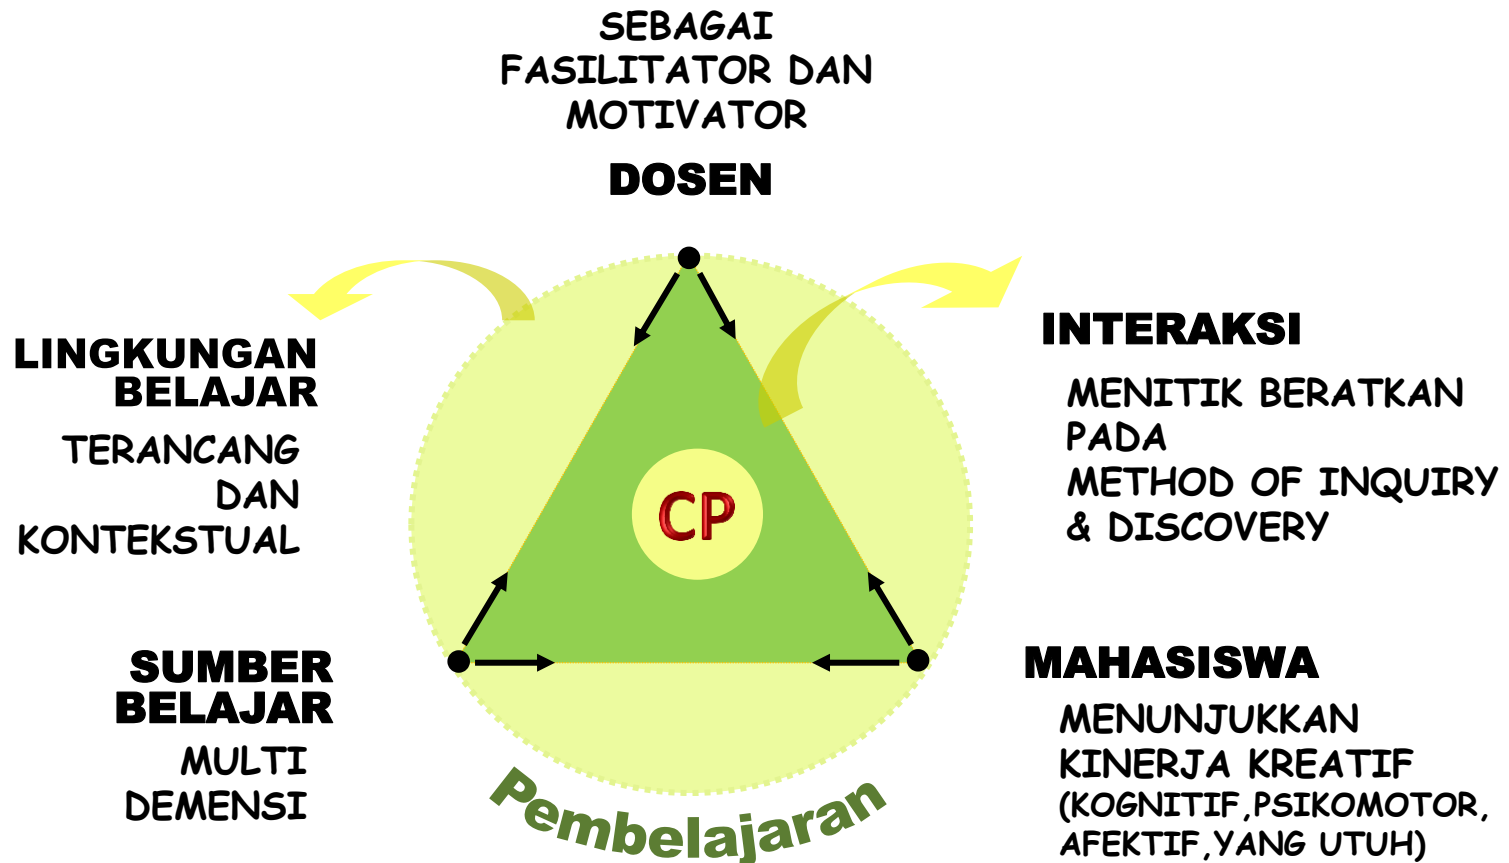 SEBAGAI
FASILITATOR DAN
MOTIVATOR
DOSEN
LINGKUNGAN
BELAJAR
TERANCANG
DAN
KONTEKSTUAL
INTERAKSI
MENITIK BERATKAN
PADA
METHOD OF INQUIRY
& DISCOVERY
CP
SUMBER
BELAJAR
MULTI
DEMENSI
MAHASISWA
MENUNJUKKAN
KINERJA KREATIF
(KOGNITIF,PSIKOMOTOR,
AFEKTIF,YANG UTUH)
Pembelajaran